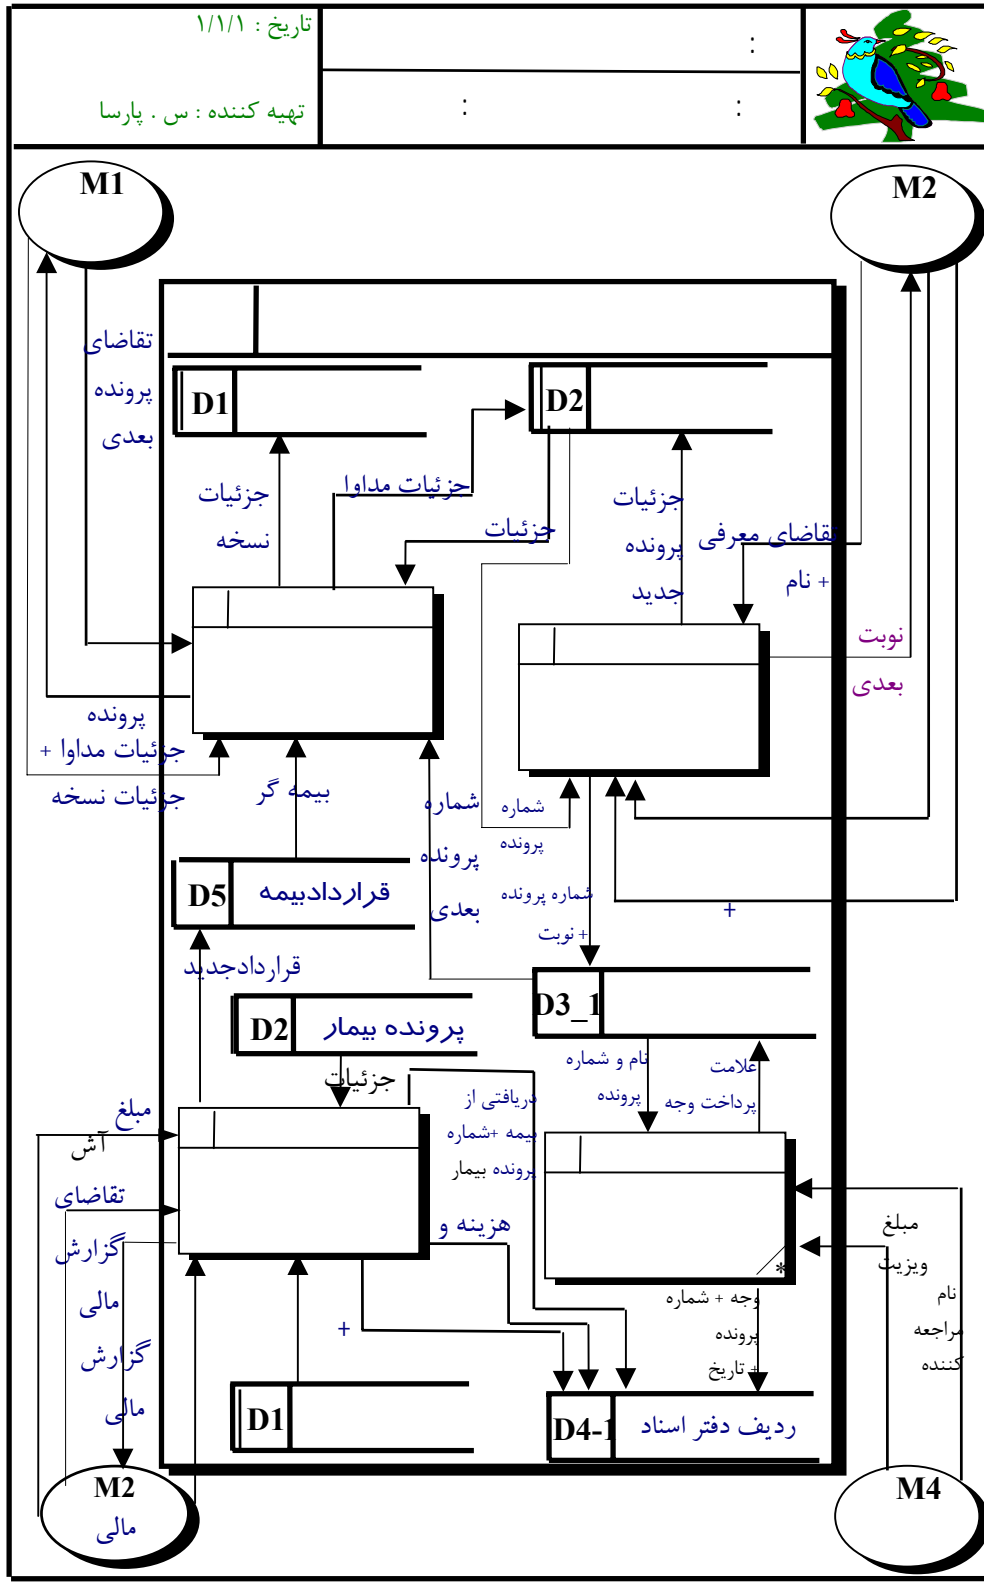 تاریخ : ۱/۱/۱
:
تهیه کننده : س . پارسا
:
:
M1
M2
تقاضای
پرونده
بعدی
D1
D2
جزئیات
نسخه
جزئیات مداوا
جزئیات
جزئیات
پرونده
جدید
تقاضای معرفی
+ نام
نوبت
بعدی
پرونده
جزئیات مداوا +
جزئیات نسخه
بیمه گر
شماره
پرونده
بعدی
شماره
پرونده
شماره پرونده
+ نوبت
+
D5
قراردادبیمه
قراردادجدید
D2
پرونده بیمار
D3_1
جزئیات
نام و شماره
پرونده
علامت
پرداخت وجه
دریافتی از
بیمه +شماره
پرونده بیمار
مبلغ
آش
تقاضای
گزارش
مالی
گزارش
مالی
هزینه و
+
*
وجه + شماره
پرونده
+ تاریخ
مبلغ
ویزیت
نام
مراجعه
کننده
D1
D4-1
ردیف دفتر اسناد
M2
مالی
M4